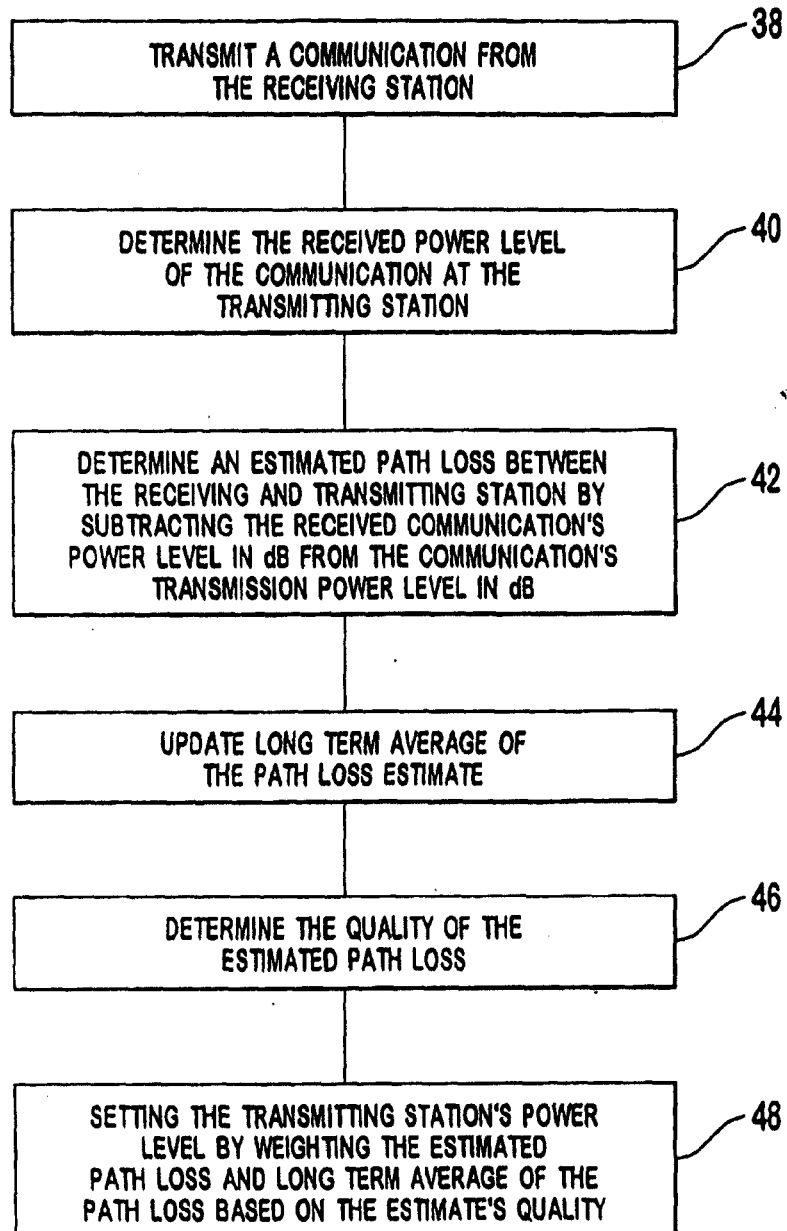 38
TRANSMIT A COMMUNICATION FROM
THE RECEIVING STATION
40
DETERMINE THE RECEIVED POWER LEVEL
OF THE COMMUNICATION AT THE
TRANSMITTING STATION
42
DETERMINE AN ESTIMATED PATH LOSS BETWEEN
THE RECEIVING AND TRANSMITTING STATION BY
SUBTRACTING THE RECEIVED COMMUNICATION'S
POWER LEVEL IN dB FROM THE COMMUNICATION'S
TRANSMISSION POWER LEVEL IN dB
44
UPDATE LONG TERM AVERAGE OF
THE PATH LOSS ESTIMATE
46
DETERMINE THE QUALITY OF THE
ESTIMATED PATH LOSS
48
SETTING THE TRANSMITTING STATION'S POWER
LEVEL BY WEIGHTING THE ESTIMATED
PATH LOSS AND LONG TERM AVERAGE OF THE
PATH LOSS BASED ON THE ESTIMATE'S QUALITY